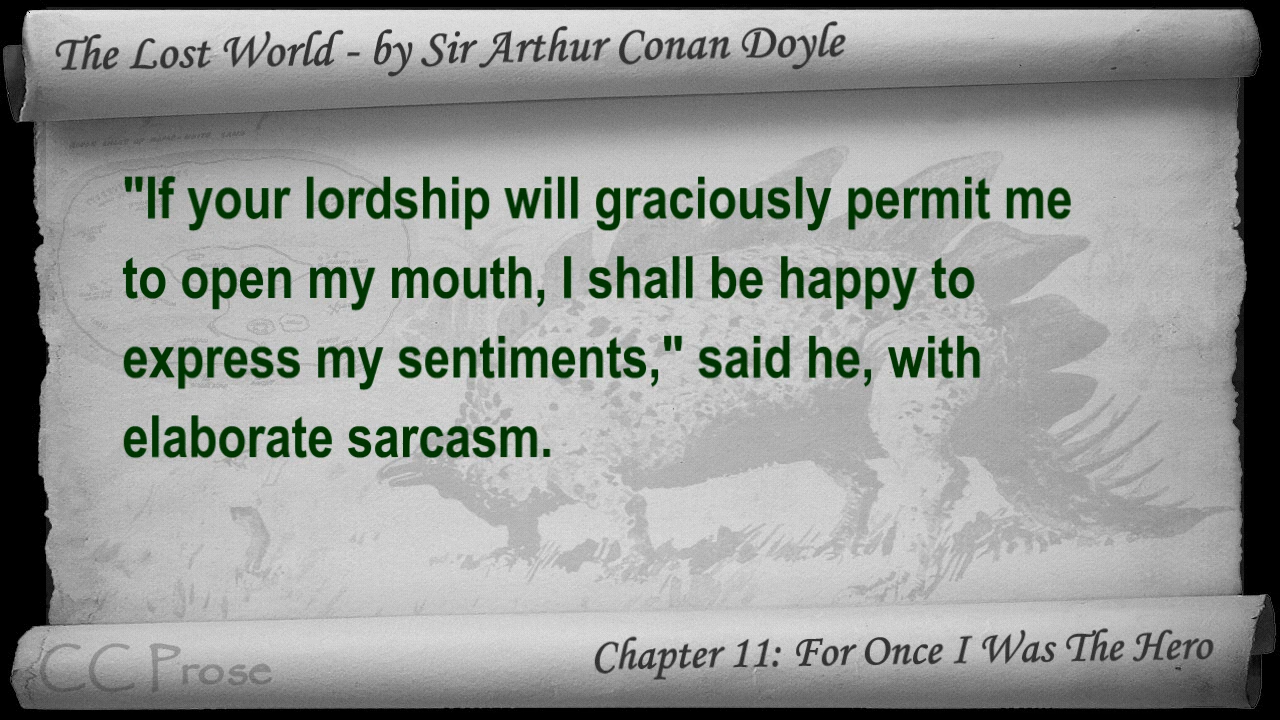 The Lost World - by Sir Arthur Conan Doyle
"If your lordship will graciously permit me
to open my mouth, I shall be happy to
express my sentiments," said he, with
elaborate sarcasm.
CC Prose
Chapter 11: For Once I Was The Hero